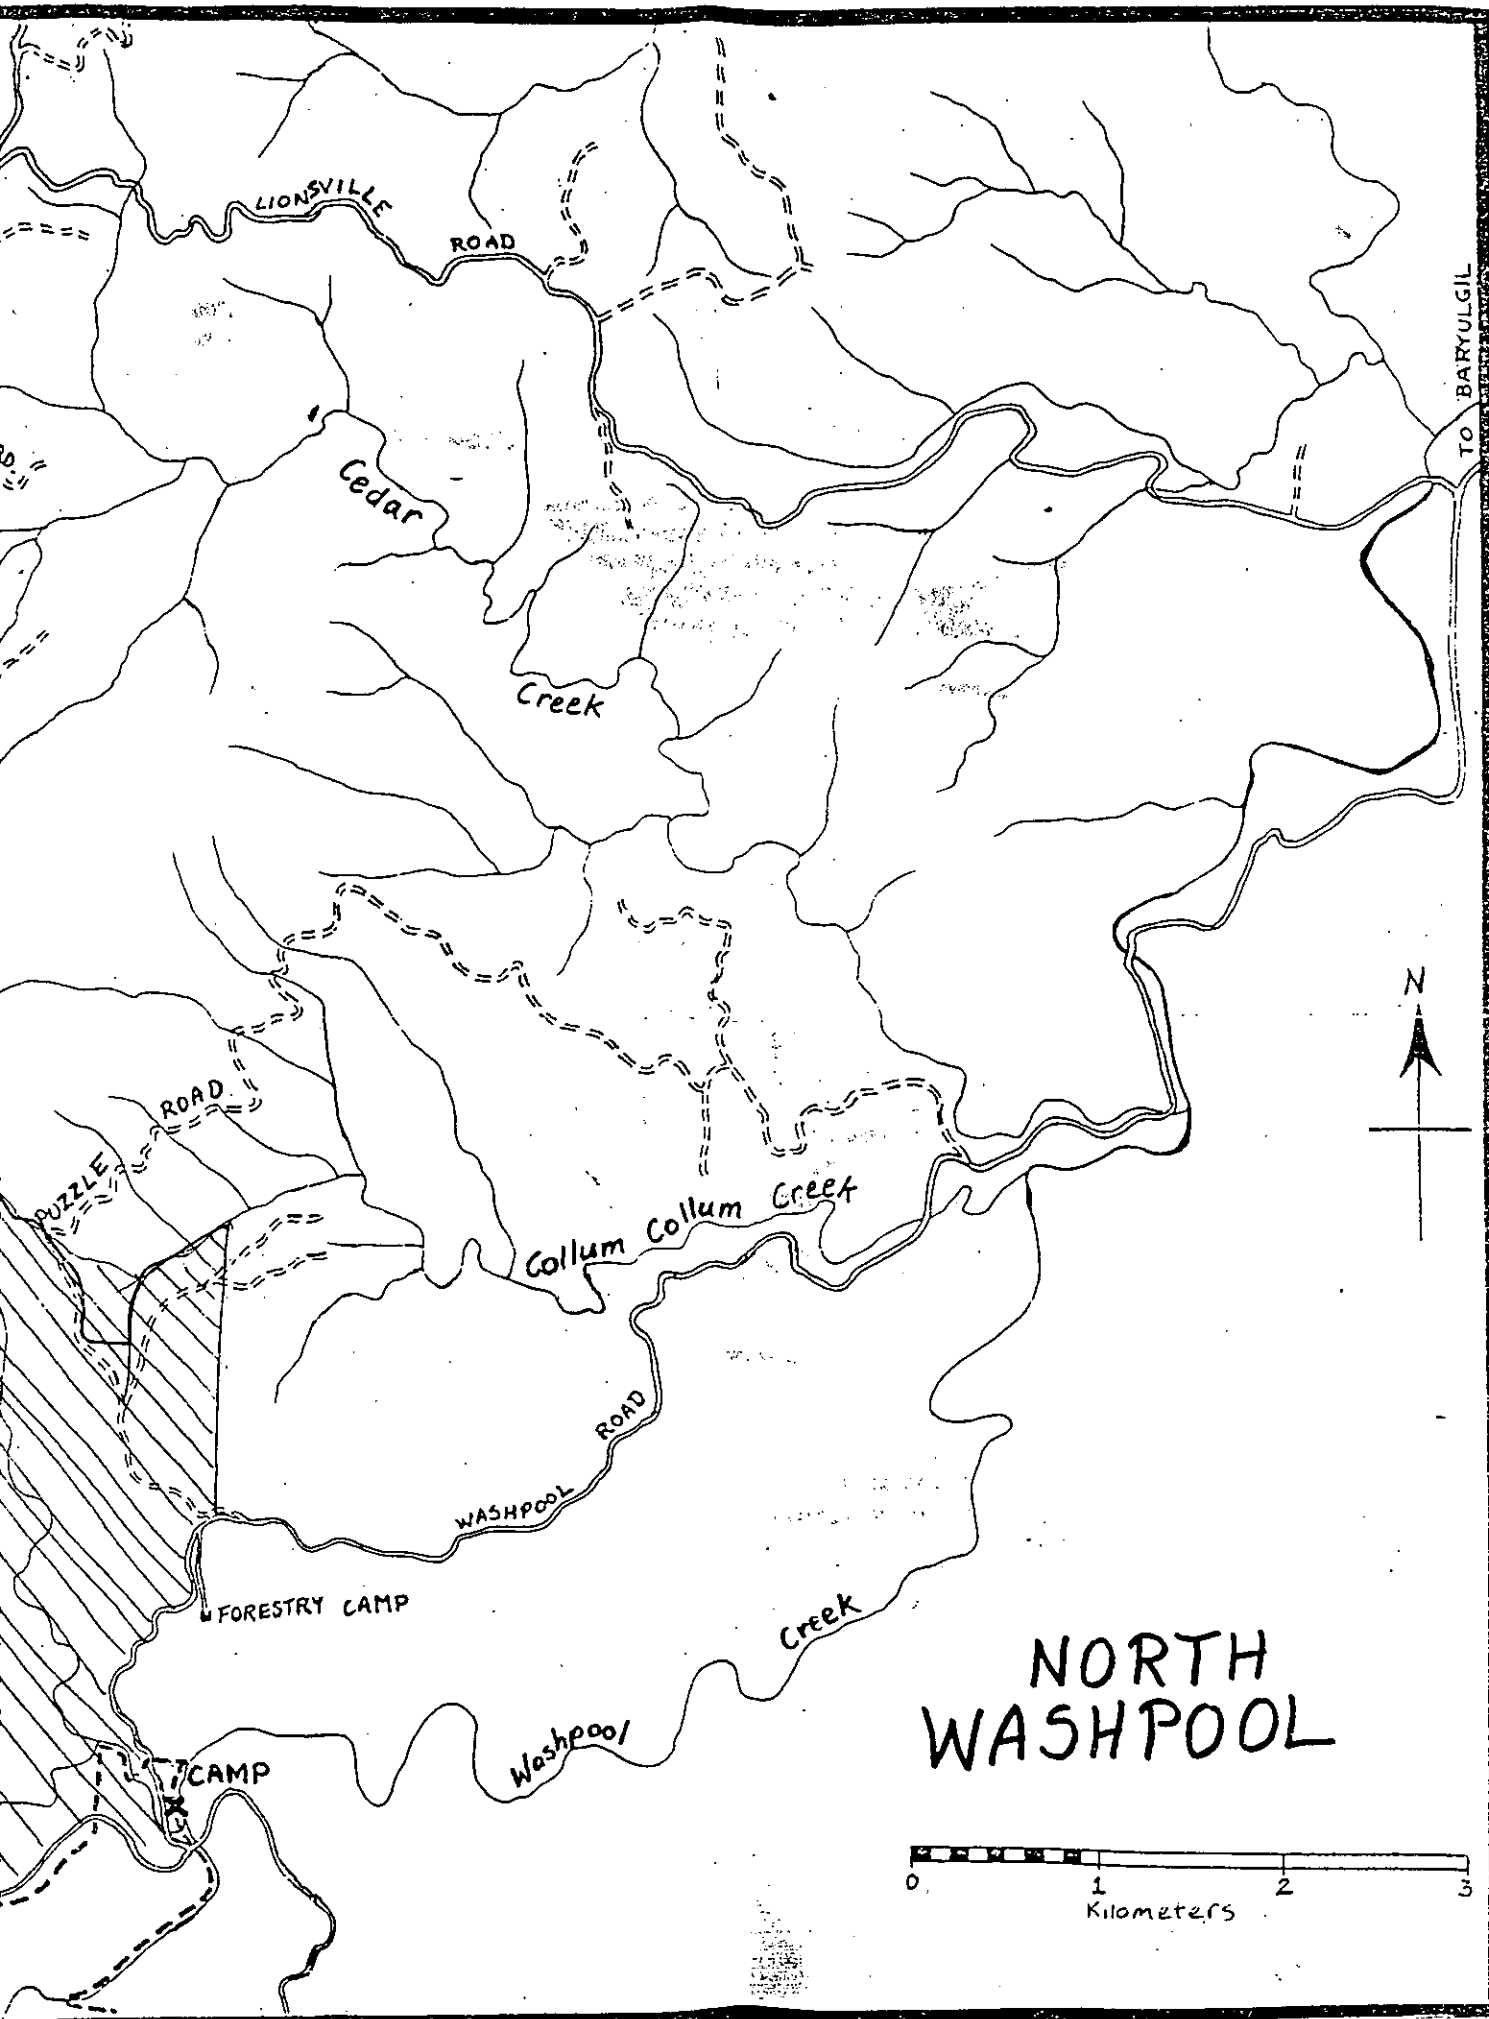 LIONSVILLE
ROAD
TO BARYULGIL
RD.
Cedar
Creek
N
ROAD
PUZZLE
Collum Collum Creek
ROAD
WASHPOOL
FORESTRY CAMP
Creek
Washpool
CAMP
NORTH
WASHPOOL
0 1 2 3
Kilometers